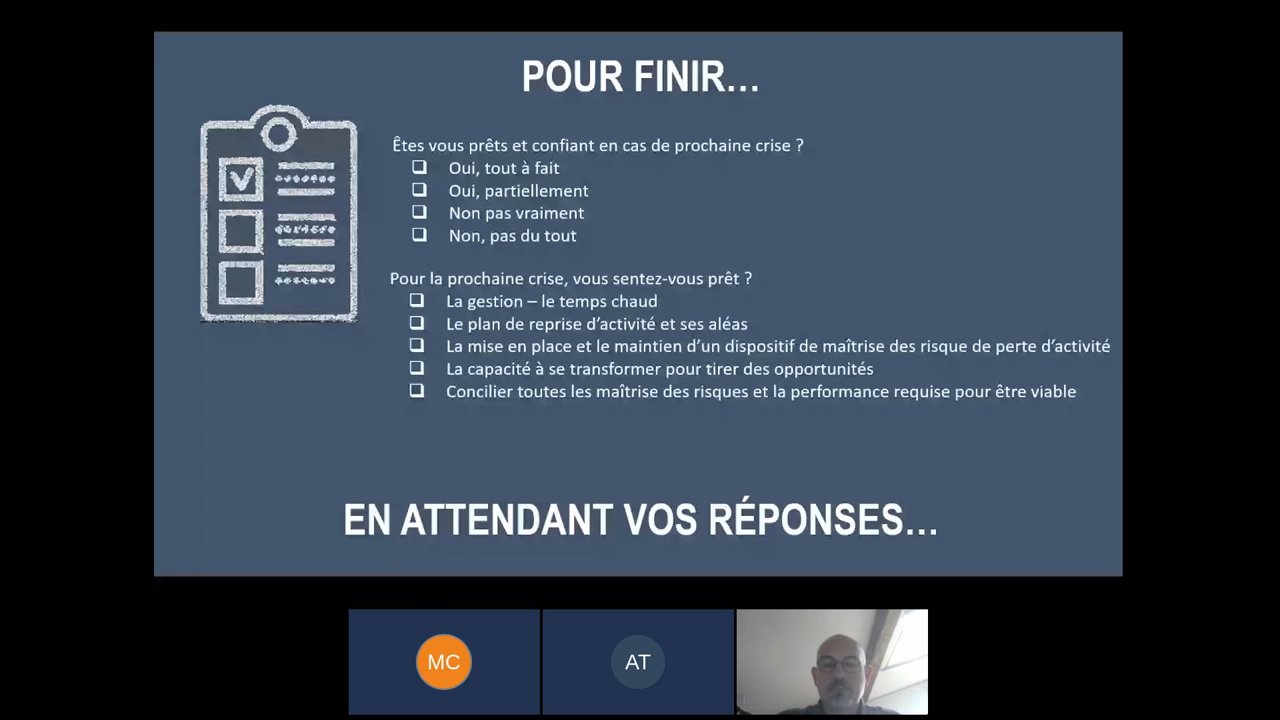 POUR FINIR...
Êtes vous prêts et confiant en cas de prochaine crise ?
Oui, tout à fait
Oui, partiellement
Non pas vraiment
Non, pas du tout
Pour la prochaine crise, vous sentez-vous prêt ?
La gestion – le temps chaud
Le plan de reprise d'activité et ses aléas
La mise en place et le maintien d'un dispositif de maîtrise des risque de perte d'activité
La capacité à se transformer pour tirer des opportunités
Concilier toutes les maîtrise des risques et la performance requise pour être viable
EN ATTENDANT VOS RÉPONSES...
MC
AT